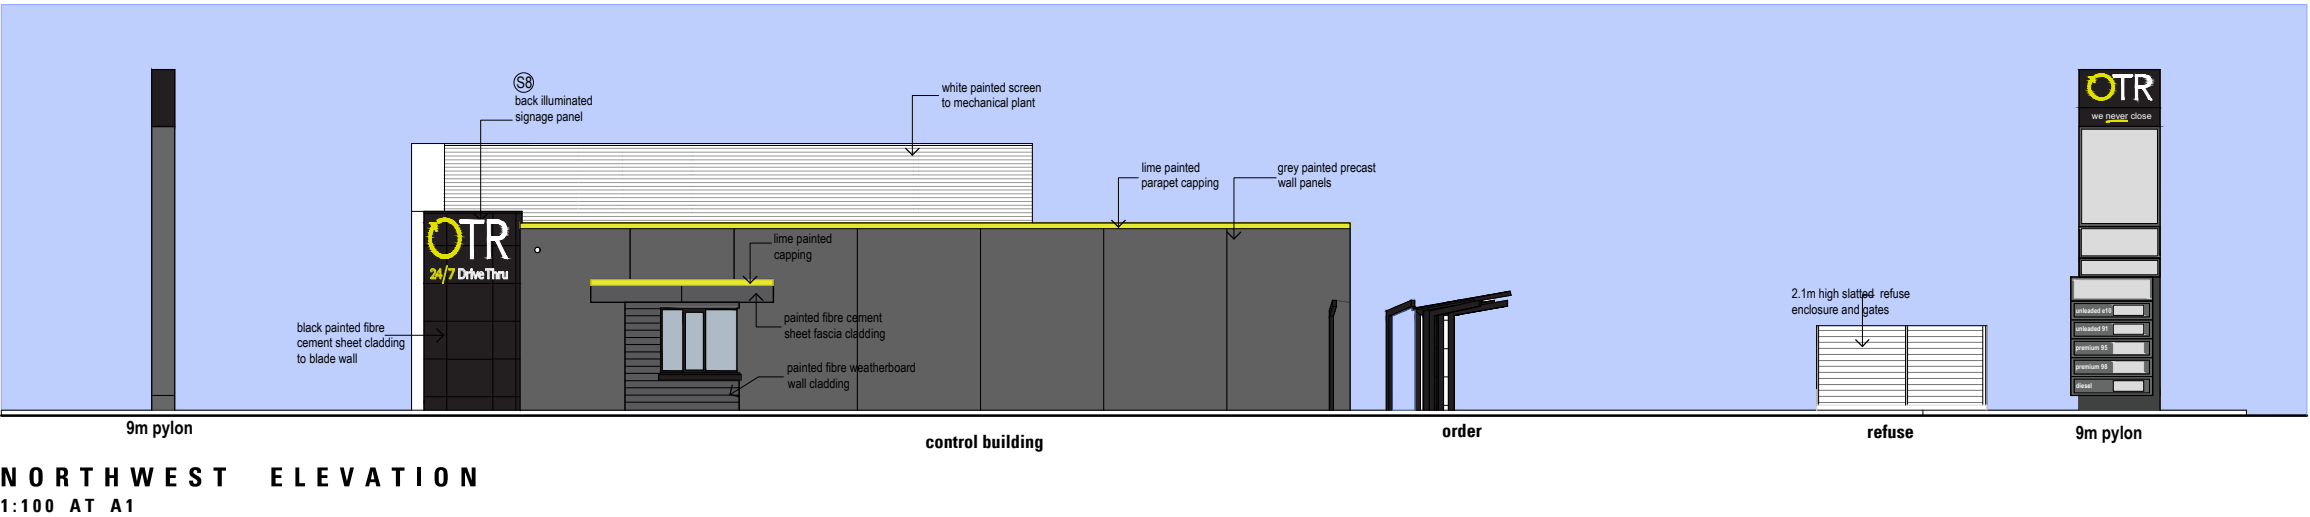 S8
back illuminated
signage panel
white painted screen
to mechanical plant
OTR
we never close
lime painted
parapet capping
grey painted precast
wall panels
OTR
24/7 DriveThru
lime painted
capping
painted fibre cement
sheet fascia cladding
black painted fibre
cement sheet cladding
to blade wall
painted fibre weatherboard
wall cladding
2.1m high slatted refuse
enclosure and gates
unleaded e10
unleaded 91
premium 95
premium 98
diesel
9m pylon
control building
order
refuse
9m pylon
NORTHWEST ELEVATION
1:100 AT A1